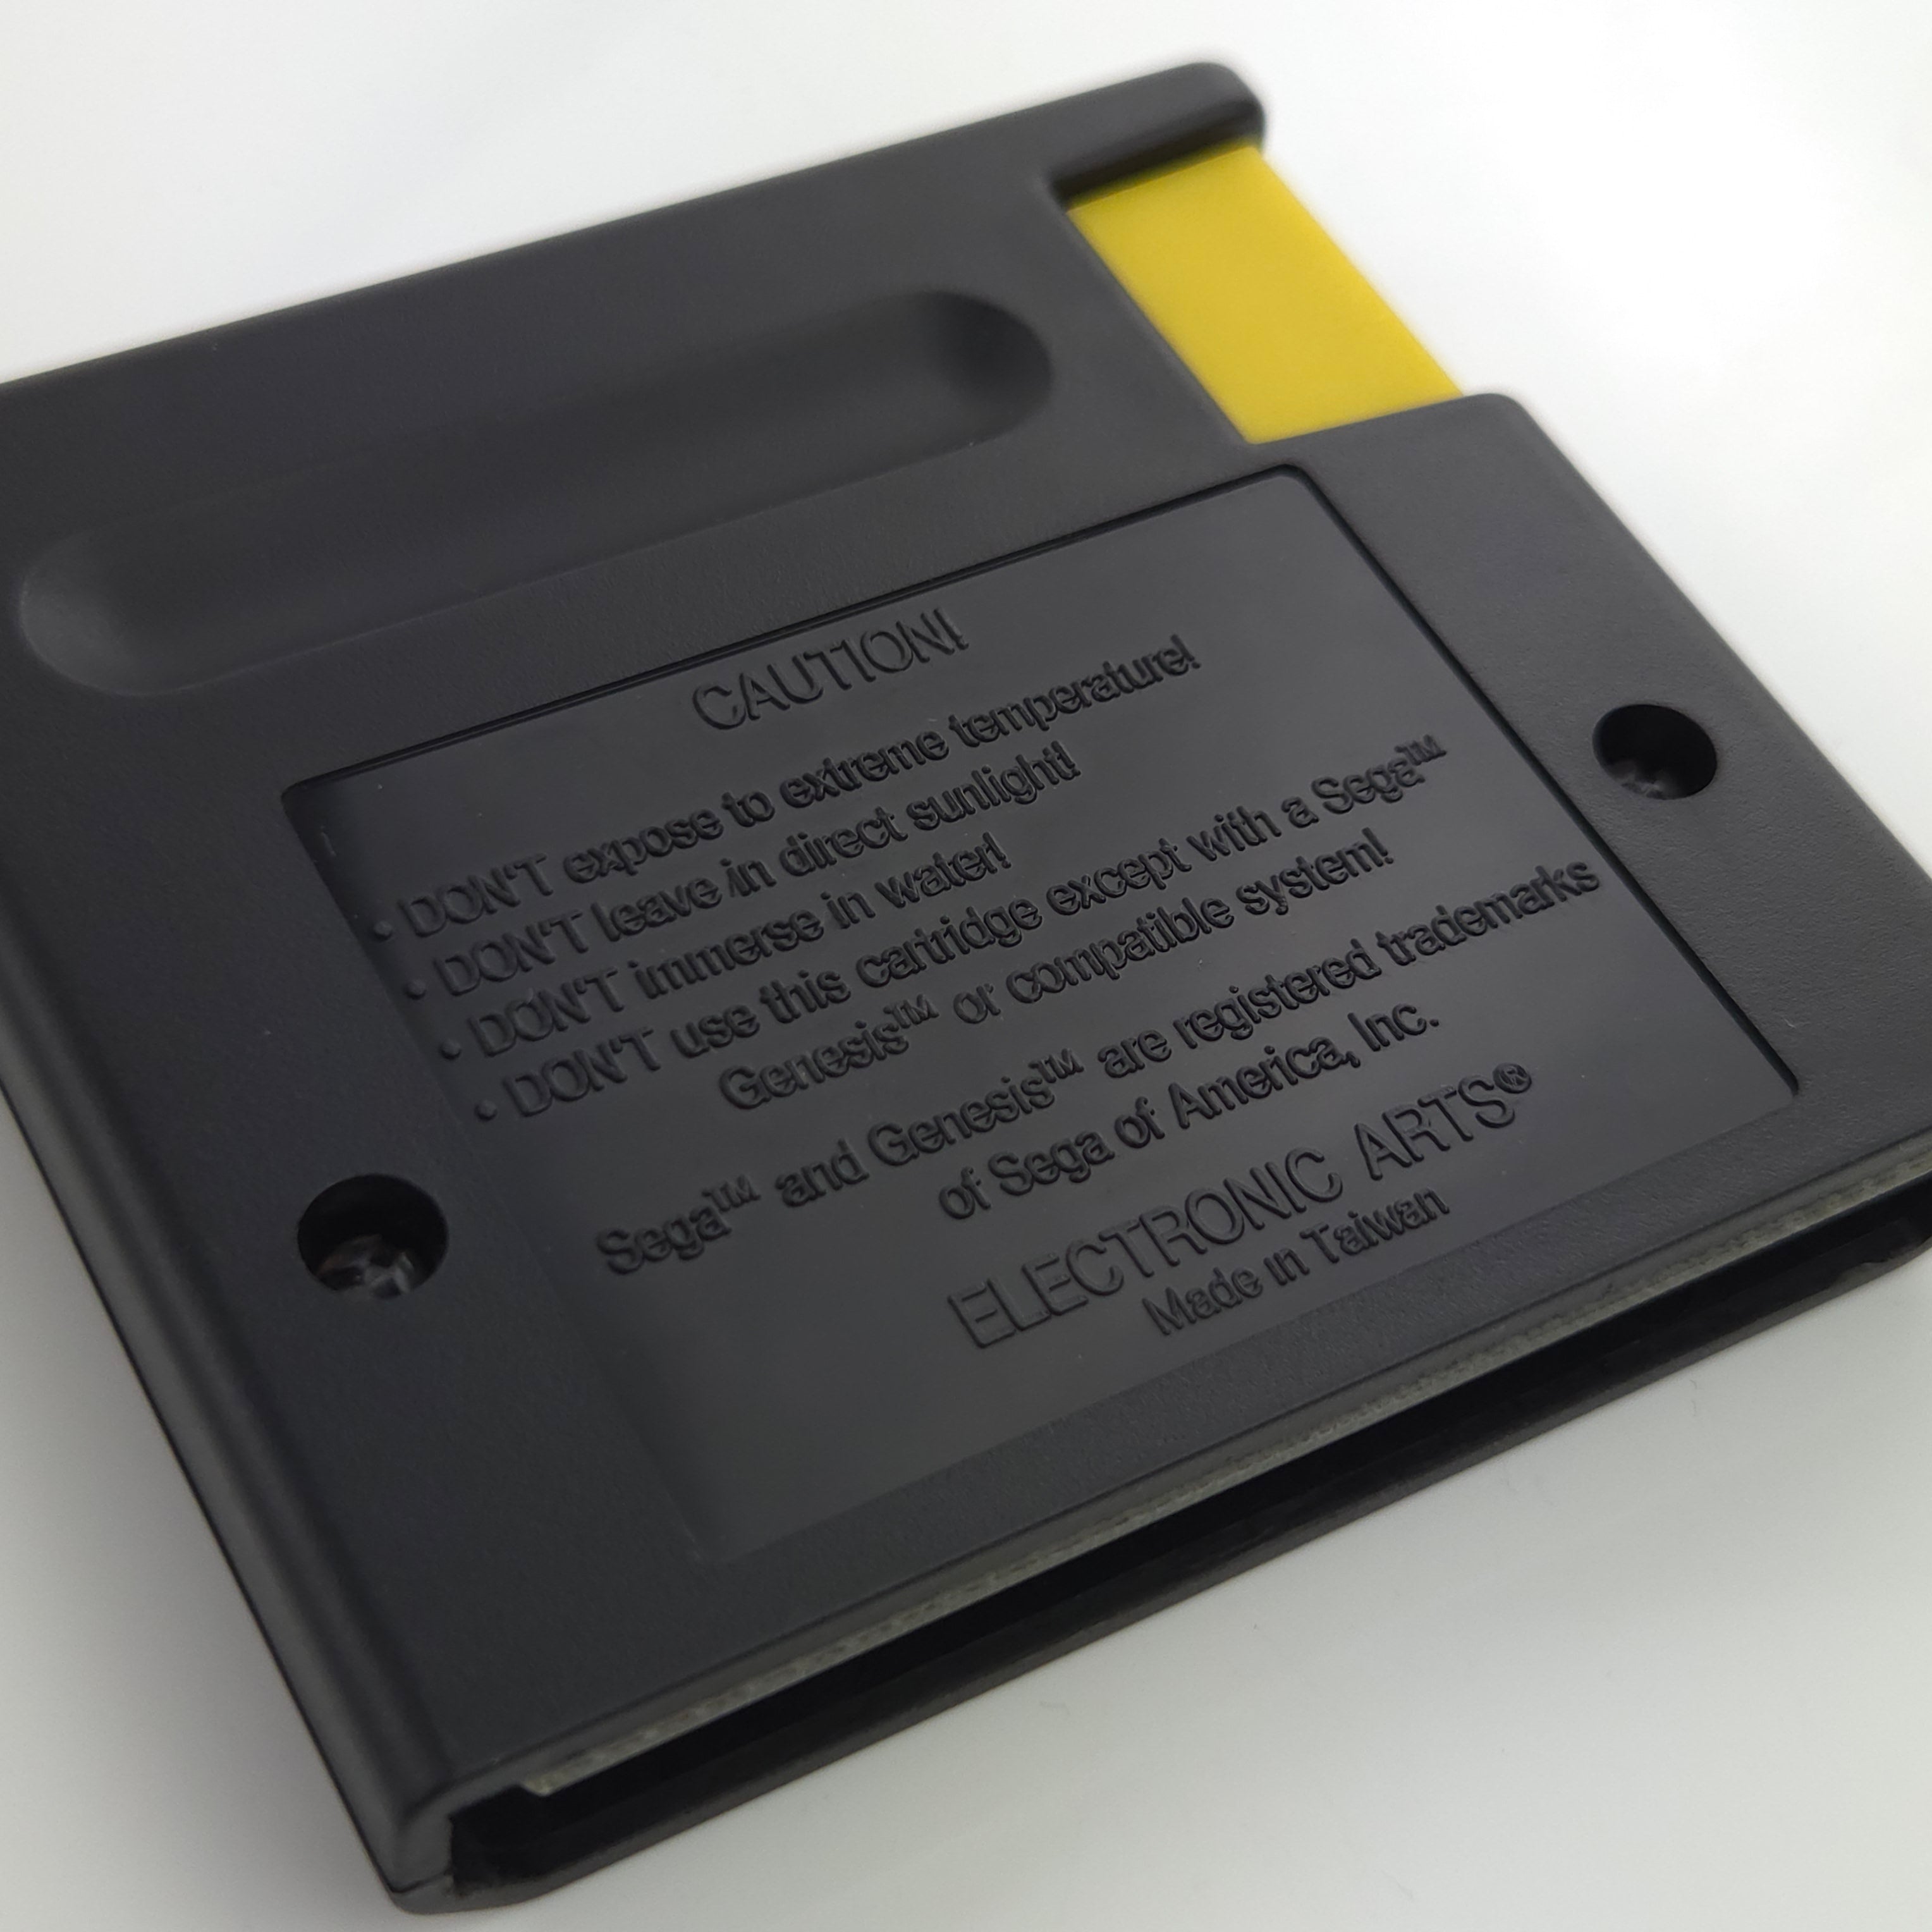 CAUTION!
• DON'T expose to extreme temperature!
• DON'T leave in direct sunlight!
• DON'T immerse in water!
• DON'T use this cartridge except with a Sega™
Genesis™ or compatible system!
Sega™ and Genesis™ are registered trademarks
of Sega of America, Inc.
ELECTRONIC ARTS®
Made in Taiwan